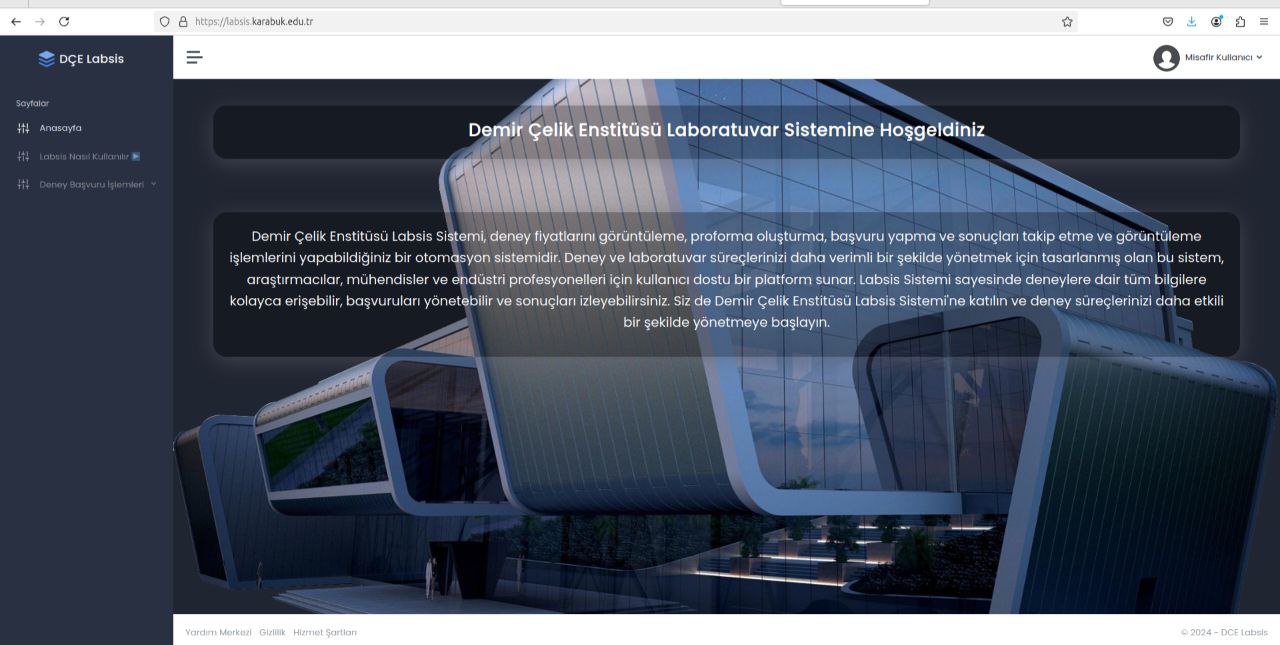 https://labsis.karabuk.edu.tr
DÇE Labsis
Misafir Kullanıcı
Sayfalar
Anasayfa
Labsis Nasıl Kullanılır
Deney Başvuru İşlemleri
Demir Çelik Enstitüsü Laboratuvar Sistemine Hoşgeldiniz
Demir Çelik Enstitüsü Labsis Sistemi, deney fiyatlarını görüntüleme, proforma oluşturma, başvuru yapma ve sonuçları takip etme ve görüntüleme
işlemlerini yapabildiğiniz bir otomasyon sistemidir. Deney ve laboratuvar süreçlerinizi daha verimli bir şekilde yönetmek için tasarlanmış olan bu sistem,
araştırmacılar, mühendisler ve endüstri profesyonelleri için kullanıcı dostu bir platform sunar. Labsis Sistemi sayesinde deneylere dair tüm bilgilere
kolayca erişebilir, başvuruları yönetebilir ve sonuçları izleyebilirsiniz. Siz de Demir Çelik Enstitüsü Labsis Sistemi'ne katılın ve deney süreçlerinizi daha etkili
bir şekilde yönetmeye başlayın.
Yardım Merkezi Gizlilik Hizmet Şartları
© 2024 - DCE Labsis